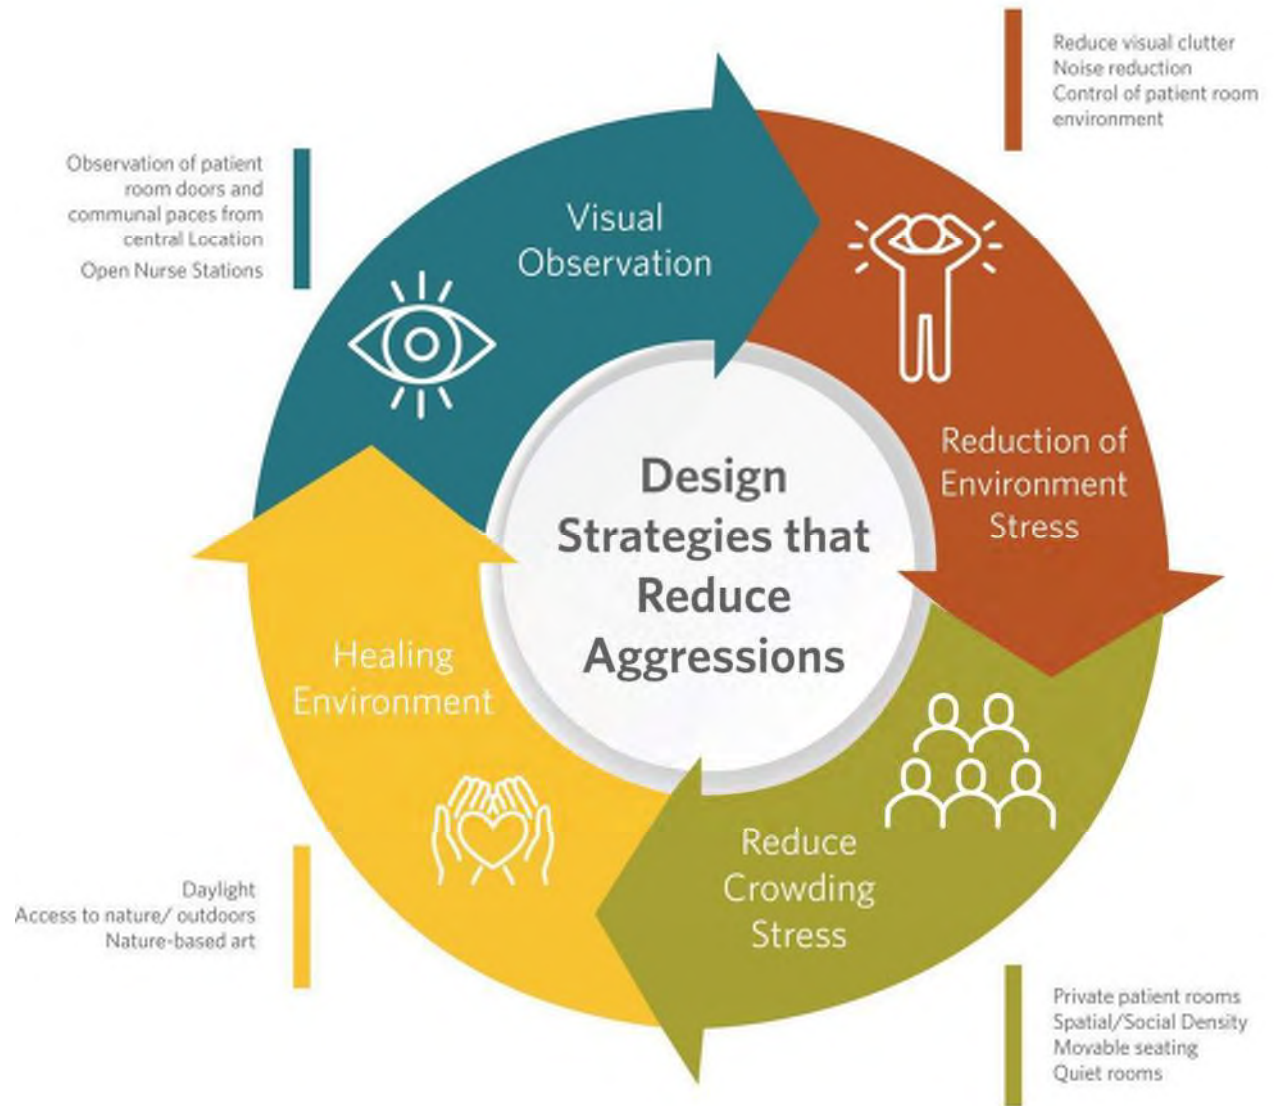 Reduce visual clutter
Noise reduction
Control of patient room
environment
Observation of patient
room doors and
communal paces from
central Location
Open Nurse Stations
Visual
Observation
Reduction of
Environment
Stress
Design
Strategies that
Reduce
Aggressions
Healing
Environment
Reduce
Crowding
Stress
Daylight
Access to nature/ outdoors
Nature-based art
Private patient rooms
Spatial/Social Density
Movable seating
Quiet rooms